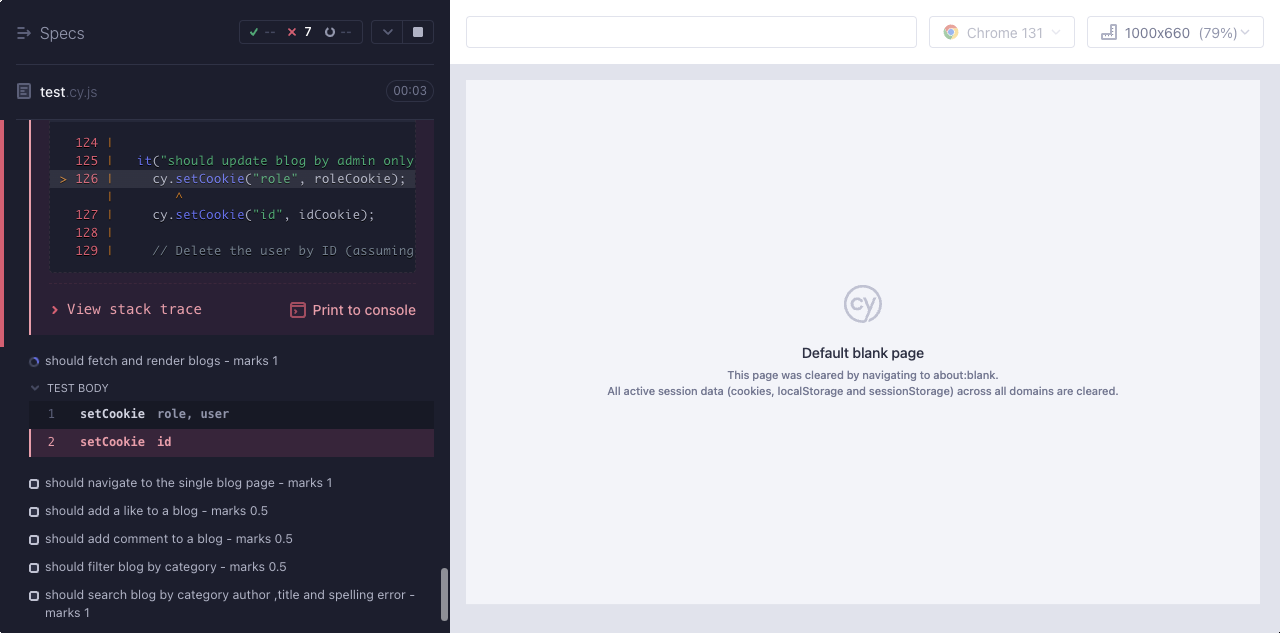 Specs
-- 7 --
Chrome 131
1000x660 (79%)
test.cy.js
00:03
124 |
125 | it("should update blog by admin only
> 126 | cy.setCookie("role", roleCookie);
| ^
127 | cy.setCookie("id", idCookie);
128 |
129 | // Delete the user by ID (assuming
View stack trace
Print to console
should fetch and render blogs - marks 1
TEST BODY
1 setCookie role, user
2 setCookie id
should navigate to the single blog page - marks 1
should add a like to a blog - marks 0.5
should add comment to a blog - marks 0.5
should filter blog by category - marks 0.5
should search blog by category author ,title and spelling error -
marks 1
cy
Default blank page
This page was cleared by navigating to about:blank.
All active session data (cookies, localStorage and sessionStorage) across all domains are cleared.